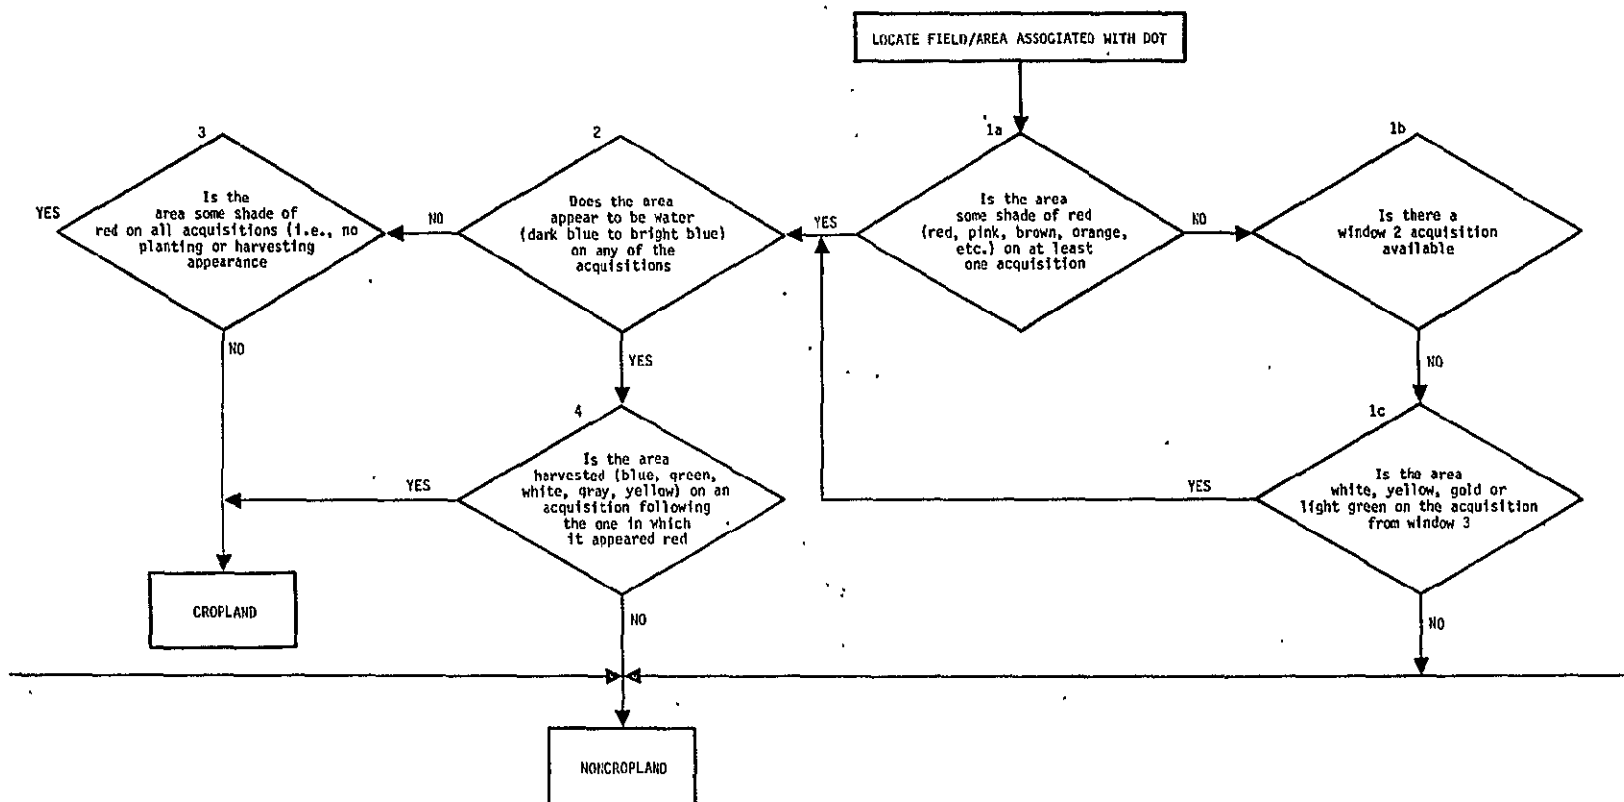 LOCATE FIELD/AREA ASSOCIATED WITH DOT
3
Is the
area some shade of
red on all acquisitions (i.e., no
planting or harvesting
appearance
YES
NO
2
Does the area
appear to be water
(dark blue to bright blue)
on any of the
acquisitions
NO
YES
1a
Is the area
some shade of red
(red, pink, brown, orange,
etc.) on at least
one acquisition
YES
NO
1b
Is there a
window 2 acquisition
available
NO
4
Is the area
harvested (blue, green,
white, gray, yellow) on an
acquisition following
the one in which
it appeared red
YES
NO
1c
Is the area
white, yellow, gold or
light green on the acquisition
from window 3
YES
NO
CROPLAND
NONCROPLAND